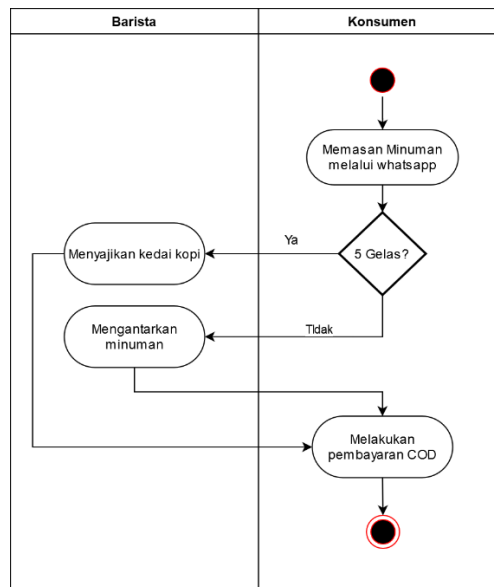 Barista
Konsumen
Memasan Minuman
melalui whatsapp
5 Gelas?
Ya
Menyajikan kedai kopi
TIdak
Mengantarkan
minuman
Melakukan
pembayaran COD